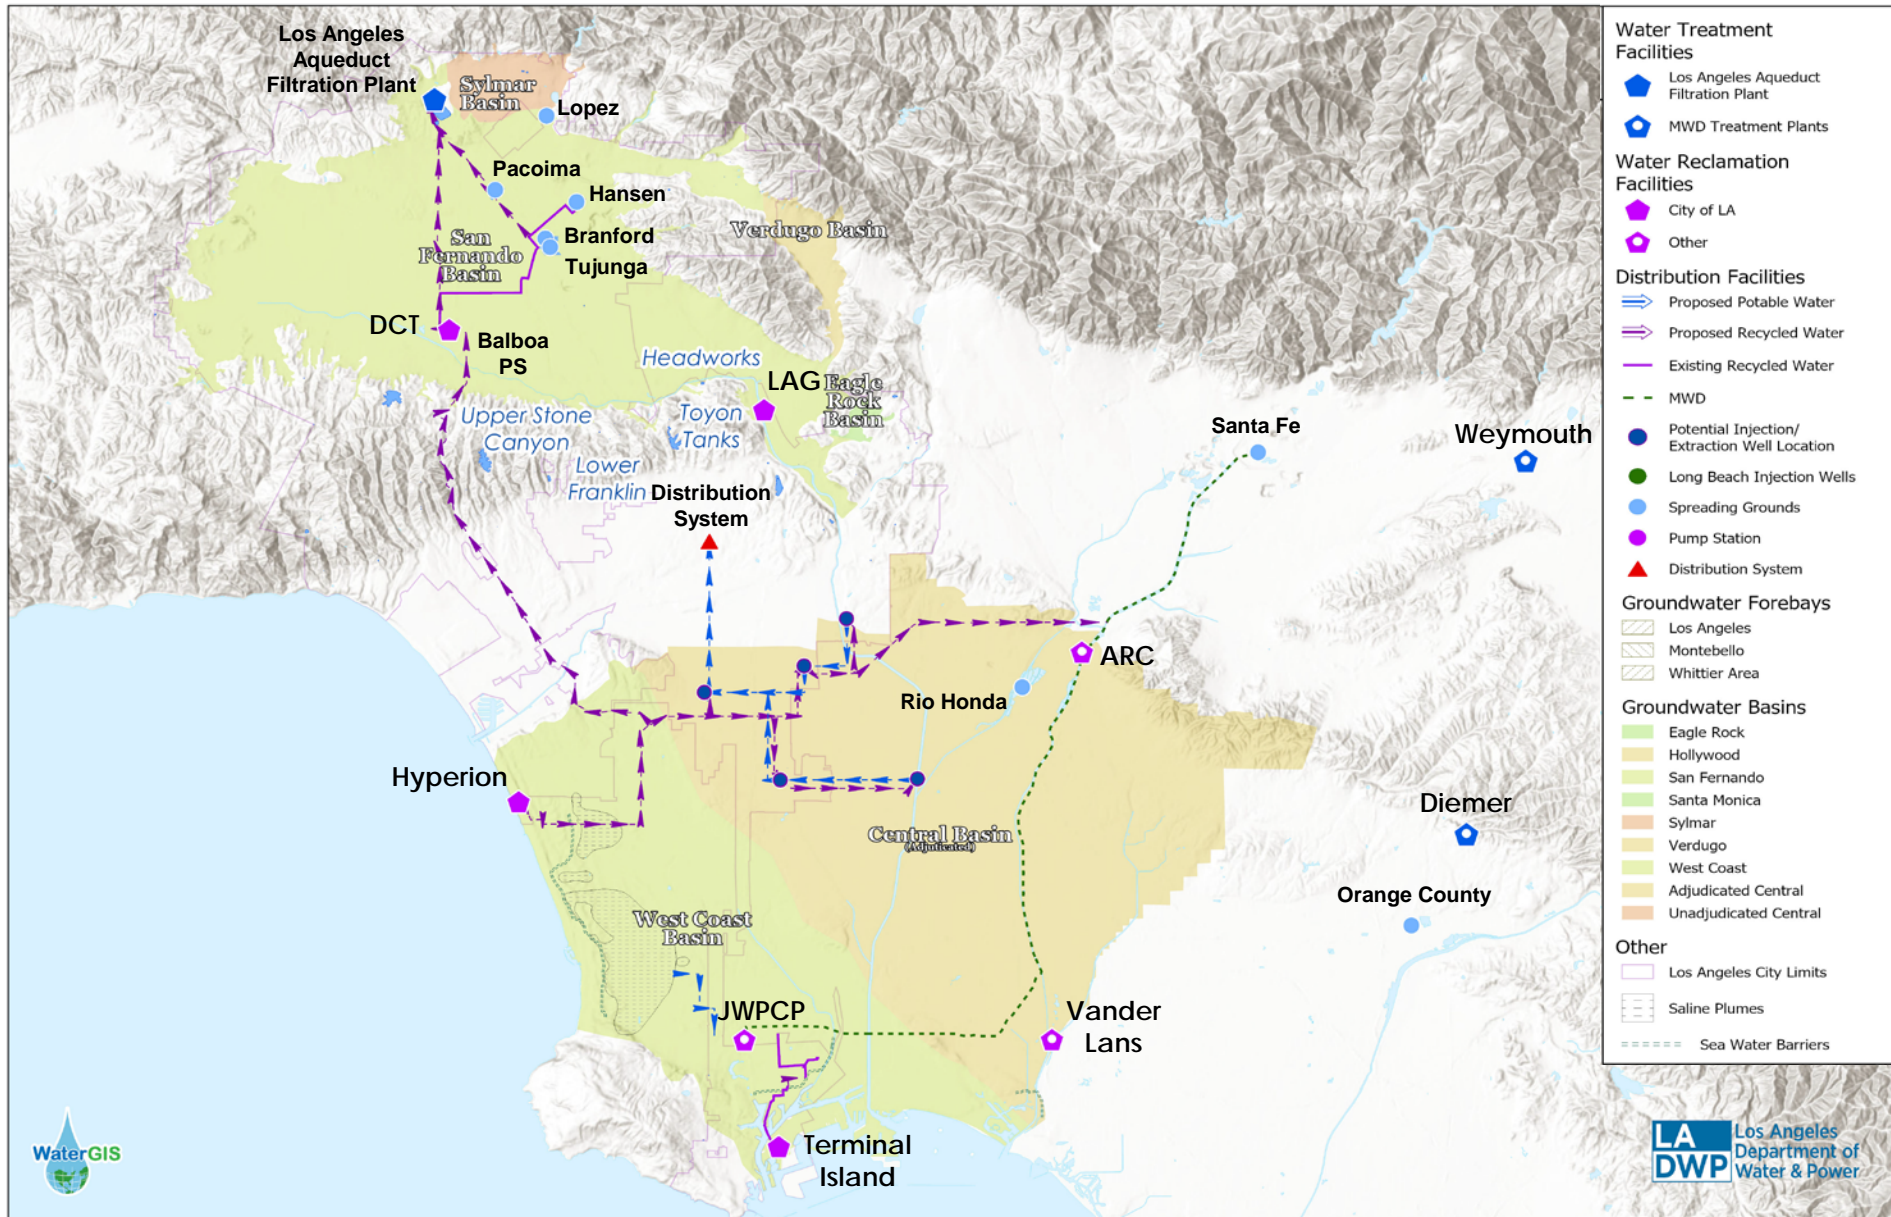 Los Angeles
Aqueduct
Filtration Plant
Sylmar
Basin
Lopez
Pacoima
Hansen
Branford
Tujunga
San
Fernando
Basin
Verdugo Basin
DCT
Balboa
PS
Headworks
LAG
Eagle
Rock
Basin
Upper Stone
Canyon
Toyon
Tanks
Lower
Franklin
Distribution
System
Santa Fe
Weymouth
ARC
Rio Honda
Hyperion
Central Basin
(Adjuticated)
Diemer
Orange County
West Coast
Basin
JWPCP
Vander
Lans
Terminal
Island
WaterGIS
Water Treatment
Facilities
Los Angeles Aqueduct
Filtration Plant
MWD Treatment Plants
Water Reclamation
Facilities
City of LA
Other
Distribution Facilities
Proposed Potable Water
Proposed Recycled Water
Existing Recycled Water
MWD
Potential Injection/
Extraction Well Location
Long Beach Injection Wells
Spreading Grounds
Pump Station
Distribution System
Groundwater Forebays
Los Angeles
Montebello
Whittier Area
Groundwater Basins
Eagle Rock
Hollywood
San Fernando
Santa Monica
Sylmar
Verdugo
West Coast
Adjudicated Central
Unadjudicated Central
Other
Los Angeles City Limits
Saline Plumes
Sea Water Barriers
LA
DWP
Los Angeles
Department of
Water & Power